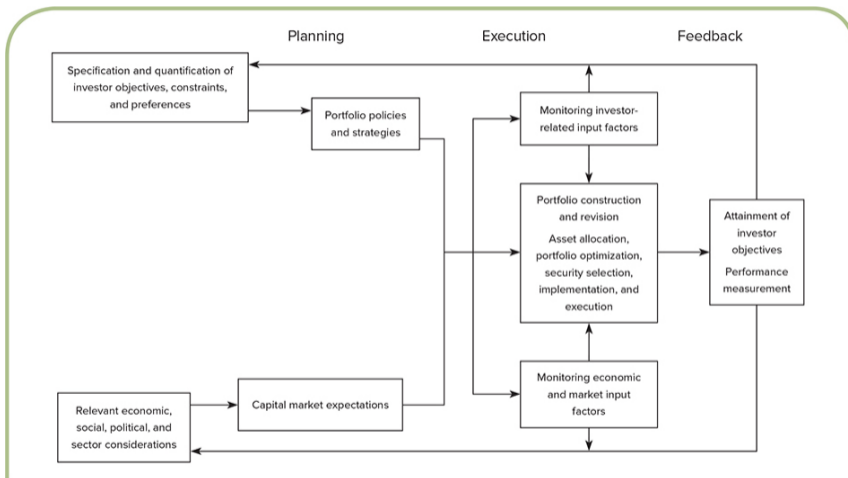 Planning
Execution
Feedback
Specification and quantification of
investor objectives, constraints,
and preferences
Portfolio policies
and strategies
Monitoring investor-
related input factors
Portfolio construction
and revision
Asset allocation,
portfolio optimization,
security selection,
implementation, and
execution
Attainment of
investor
objectives
Performance
measurement
Monitoring economic
and market input
factors
Capital market expectations
Relevant economic,
social, political, and
sector considerations